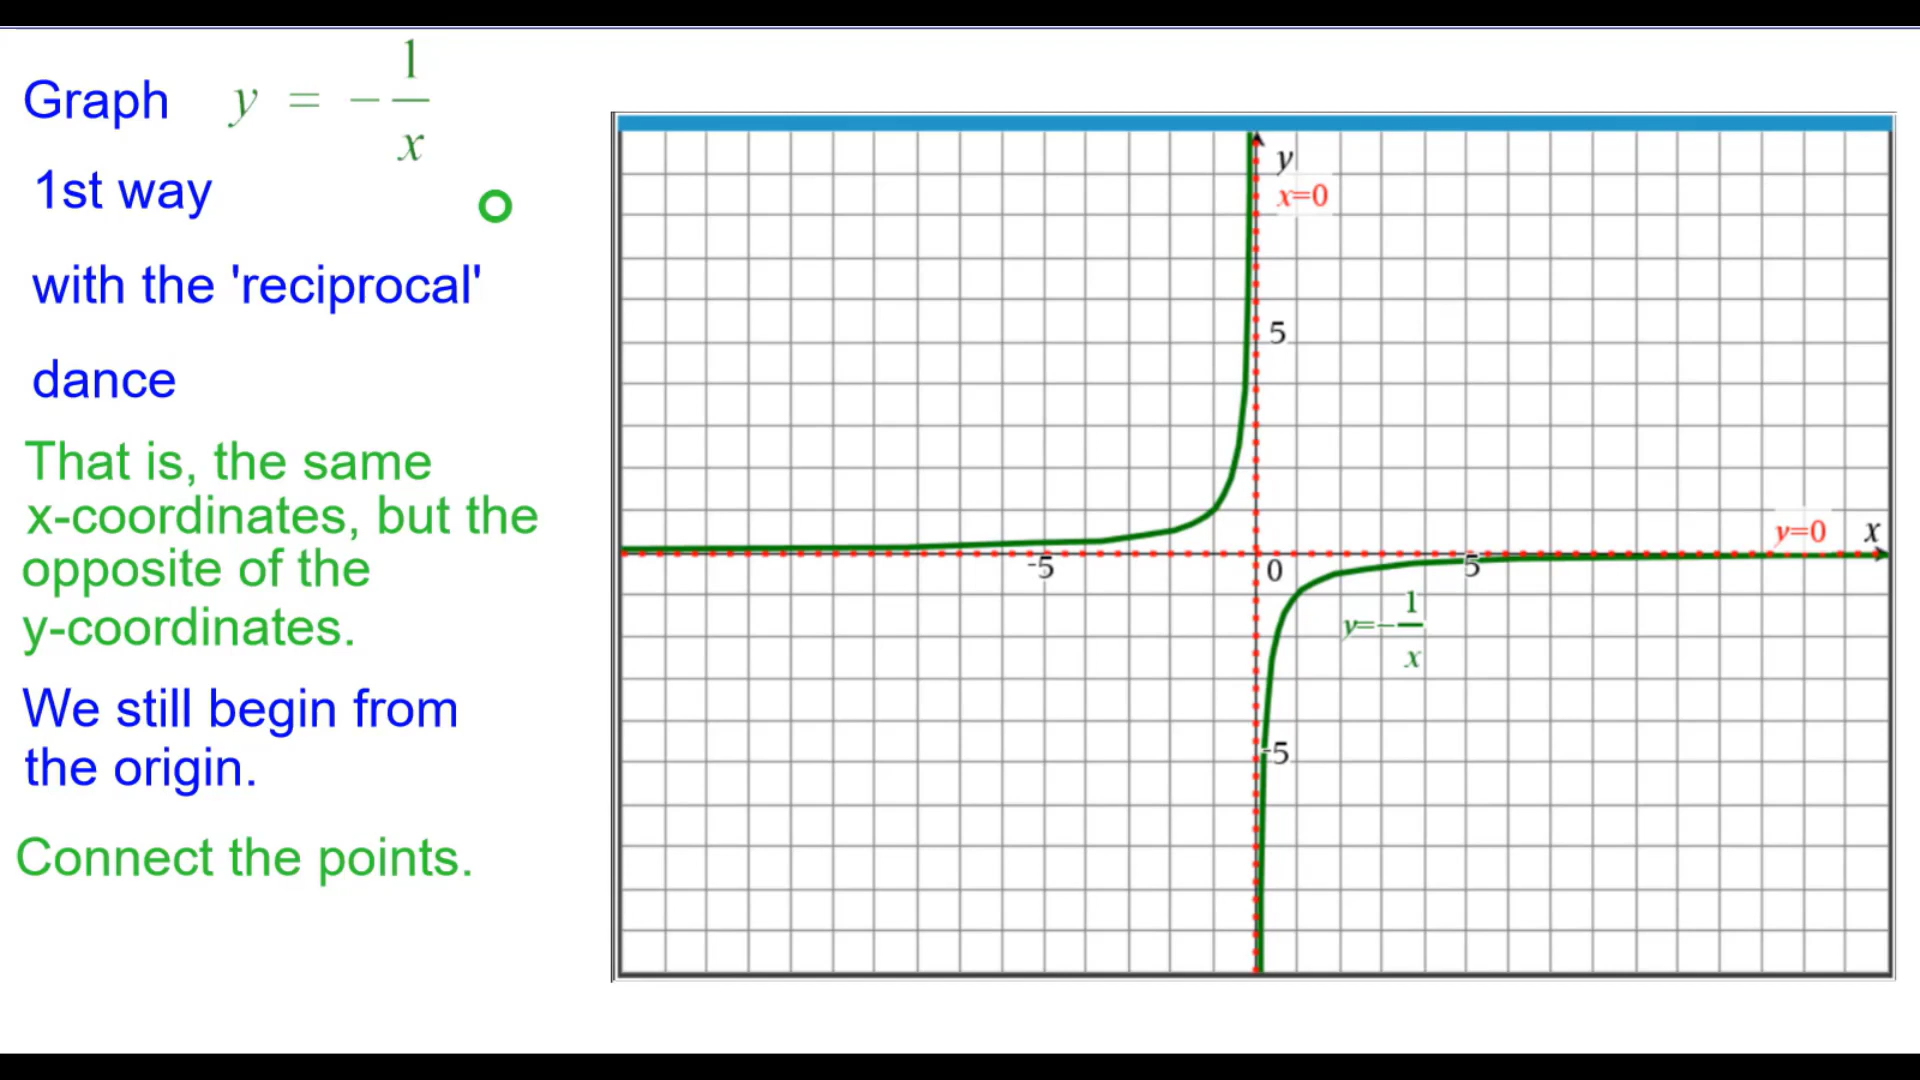 Graph y = - 1/x
1st way
with the 'reciprocal'
dance
That is, the same
x-coordinates, but the
opposite of the
y-coordinates.
We still begin from
the origin.
Connect the points.
y
x=0
5
y=0 x
-5 0 5
y=- 1/x
-5